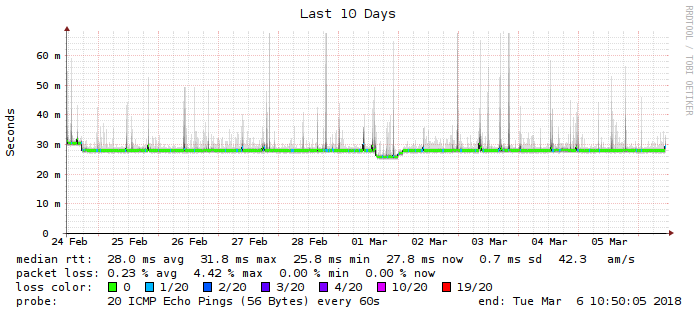 Last 10 Days
RRDTOOL / TOBI OETIKER
Seconds
60 m
50 m
40 m
30 m
20 m
10 m
0
24 Feb 25 Feb 26 Feb 27 Feb 28 Feb 01 Mar 02 Mar 03 Mar 04 Mar 05 Mar
median rtt: 28.0 ms avg 31.8 ms max 25.8 ms min 27.8 ms now 0.7 ms sd 42.3 am/s
packet loss: 0.23 % avg 4.42 % max 0.00 % min 0.00 % now
loss color: 0 1/20 2/20 3/20 4/20 10/20 19/20
probe: 20 ICMP Echo Pings (56 Bytes) every 60s end: Tue Mar 6 10:50:05 2018